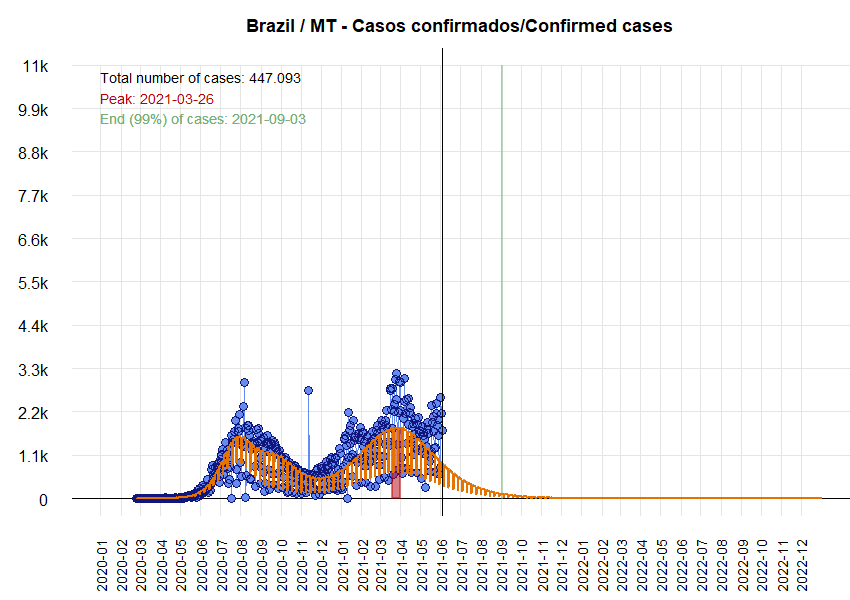 Brazil / MT - Casos confirmados/Confirmed cases
Total number of cases: 447.093
Peak: 2021-03-26
End (99%) of cases: 2021-09-03
11k
9.9k
8.8k
7.7k
6.6k
5.5k
4.4k
3.3k
2.2k
1.1k
0
2020-01
2020-02
2020-03
2020-04
2020-05
2020-06
2020-07
2020-08
2020-09
2020-10
2020-11
2020-12
2021-01
2021-02
2021-03
2021-04
2021-05
2021-06
2021-07
2021-08
2021-09
2021-10
2021-11
2021-12
2022-01
2022-02
2022-03
2022-04
2022-05
2022-06
2022-07
2022-08
2022-09
2022-10
2022-11
2022-12